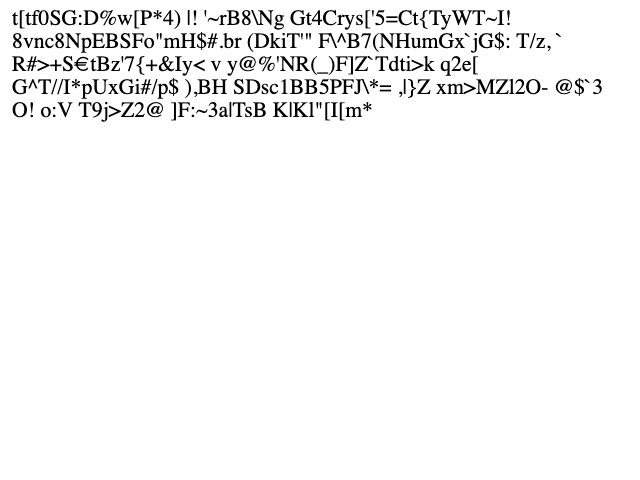 t[tf0SG:D%w[P*4) |! '~rB8\Ng Gt4Crys['5=Ct{TyWT~I!
8vnc8NpEBSFo"mH$#.br (DkiT'" F\^B7(NHumGx`jG$: T/z,`
R#>+S€tBz'7{+&Iy< v y@%'NR(_)F]Z`Tdti>k q2e[
G^T//I*pUxGi#/p$ ),BH SDsc1BB5PFJ\*= ,|}Z xm>MZl2O- @$`3
O! o:V T9j>Z2@ ]F:~3a|TsB K|Kl"[I[m*